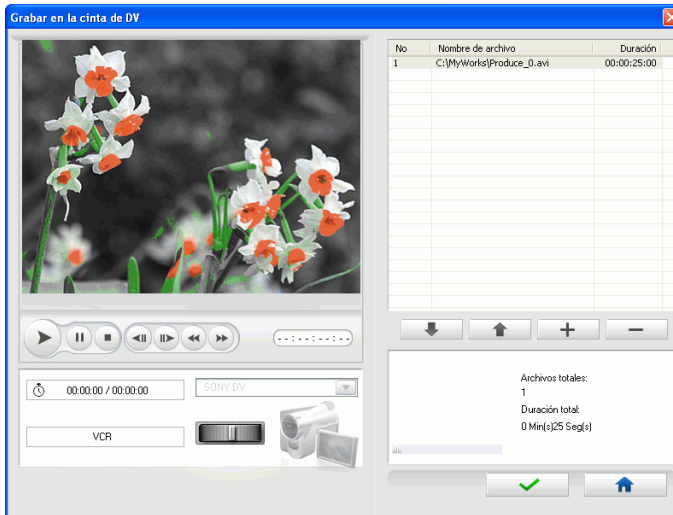 Grabar en la cinta de DV
No Nombre de archivo Duración
1 C:\MyWorks\Produce_0.avi 00:00:25:00
--:--:--:--
00:00:00 / 00:00:00
SONY DV
VCR
Archivos totales:
1
Duración total:
0 Min(s)25 Seg(s)